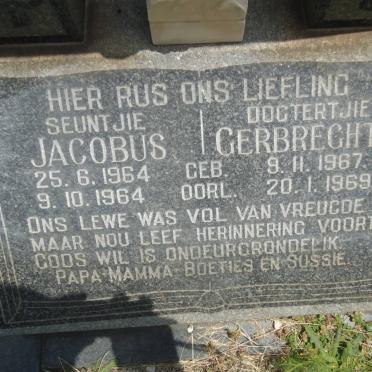 HIER RUS ONS LIEFLING
SEUNTJIE DOGTERTJIE
JACOBUS GERBRECHT
25.6.1964 GEB. 9.11.1967.
9.10.1964 OORL. 20.1.1969
ONS LEWE WAS VOL VAN VREUGDE,
MAAR NOU LEEF HERINNERING VOORT
GODS WIL IS ONDEURGRONDELIK.
PAPA MAMMA BOETIES EN SUSSIE.